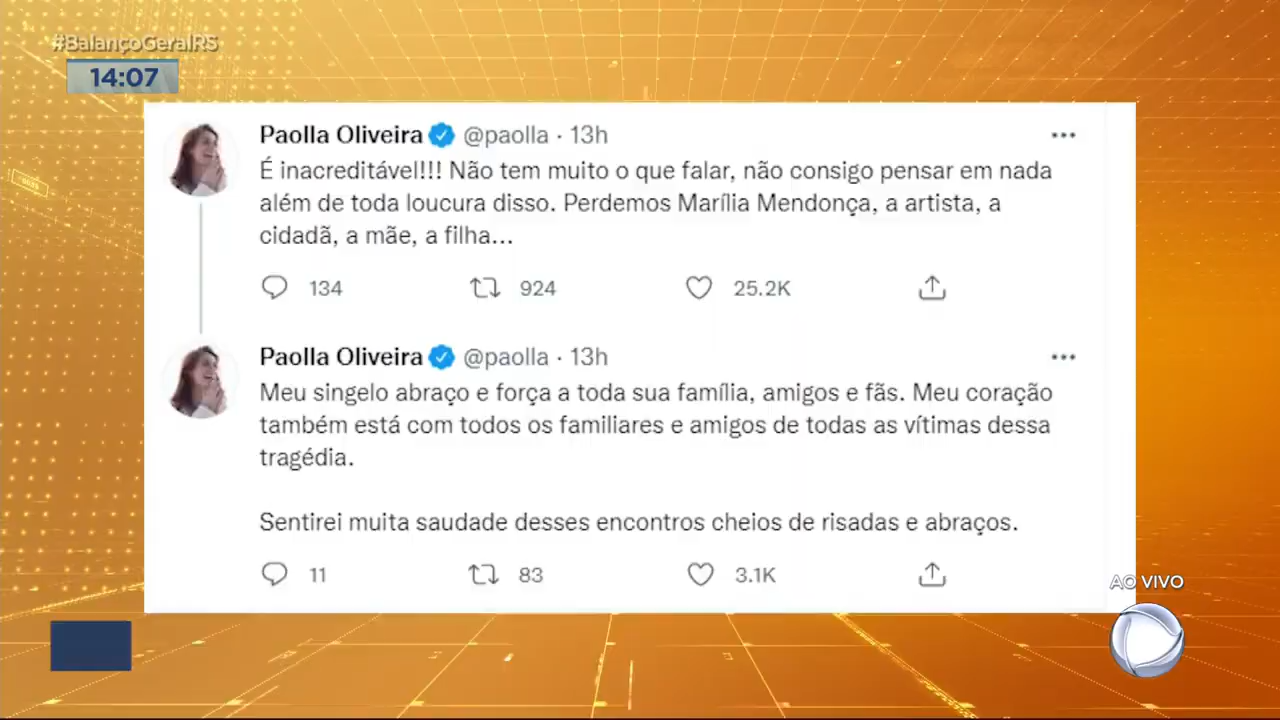 #BalançoGeralRS
14:07
Paolla Oliveira @paolla · 13h
É inacreditável!!! Não tem muito o que falar, não consigo pensar em nada
além de toda loucura disso. Perdemos Marília Mendonça, a artista, a
cidadã, a mãe, a filha...
134 924 25.2K
Paolla Oliveira @paolla · 13h
Meu singelo abraço e força a toda sua família, amigos e fãs. Meu coração
também está com todos os familiares e amigos de todas as vítimas dessa
tragédia.
Sentirei muita saudade desses encontros cheios de risadas e abraços.
11 83 3.1K
AO VIVO